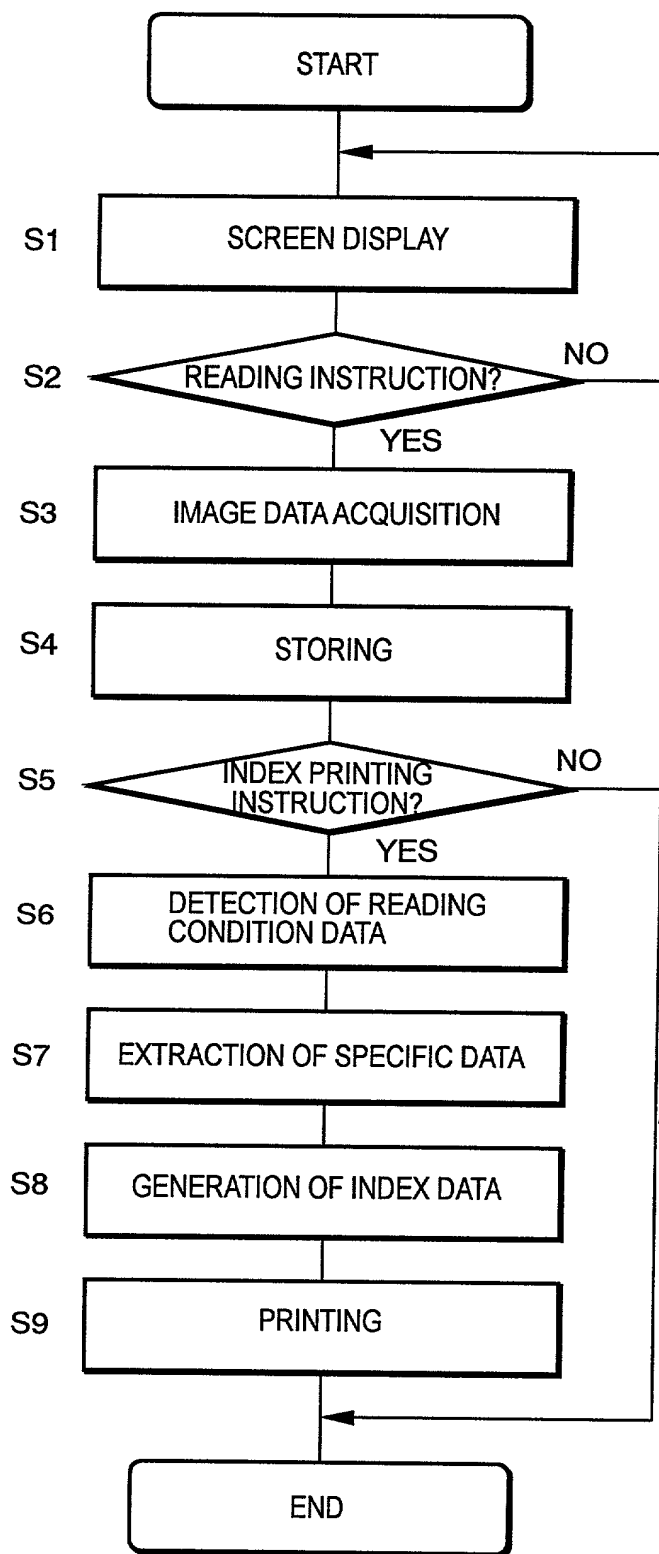 START
S1
SCREEN DISPLAY
S2
READING INSTRUCTION?
NO
YES
S3
IMAGE DATA ACQUISITION
S4
STORING
S5
INDEX PRINTING
INSTRUCTION?
NO
YES
S6
DETECTION OF READING
CONDITION DATA
S7
EXTRACTION OF SPECIFIC DATA
S8
GENERATION OF INDEX DATA
S9
PRINTING
END